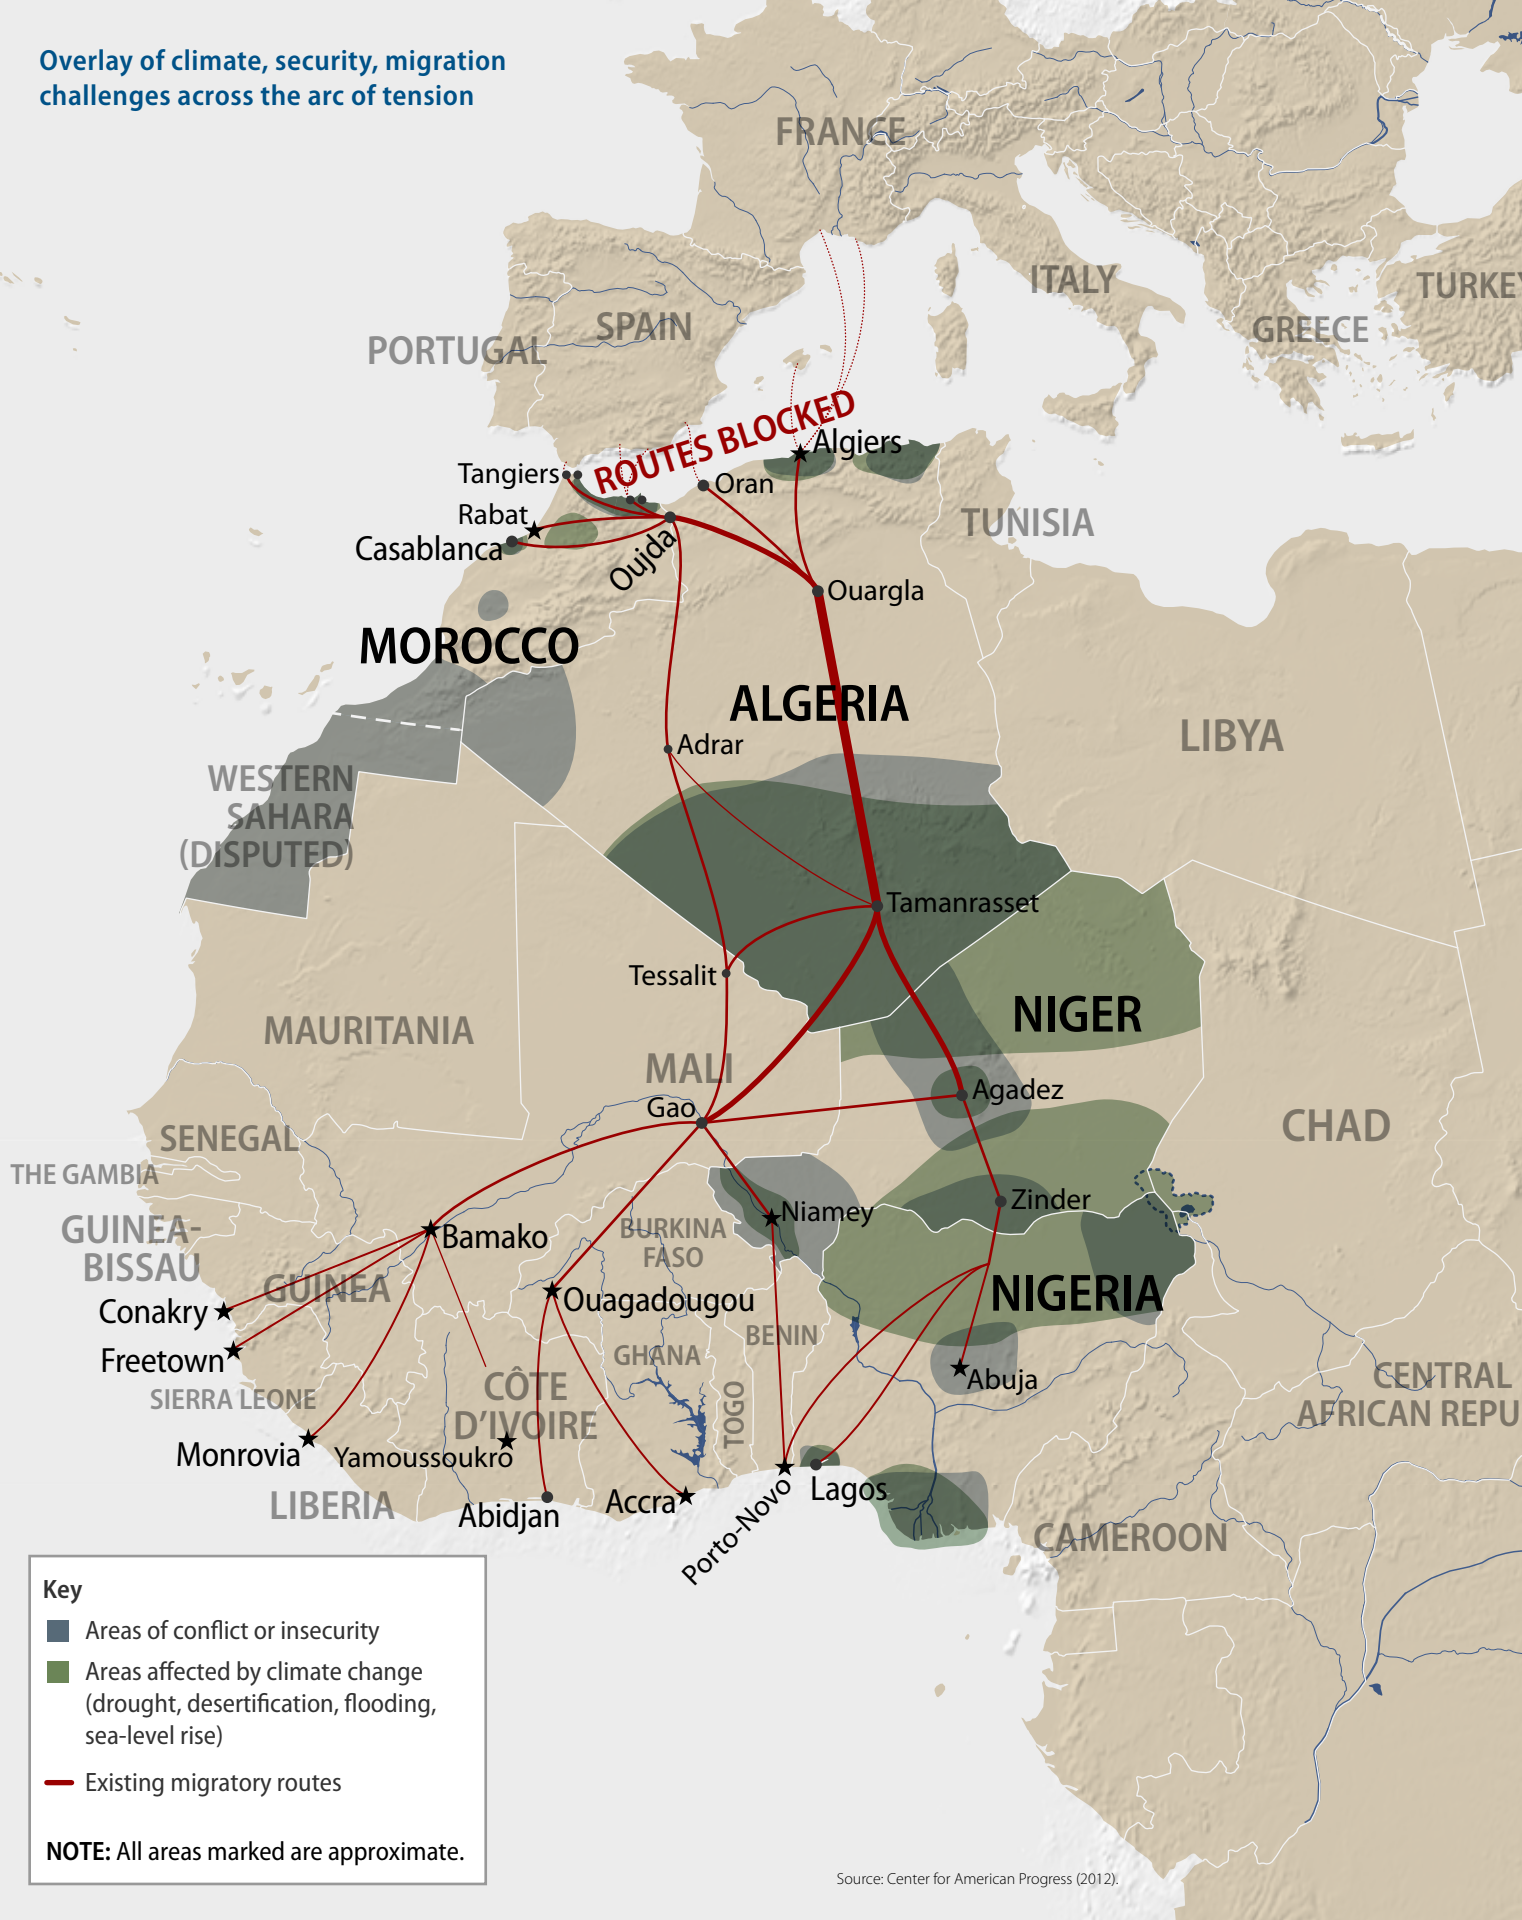 Overlay of climate, security, migration
challenges across the arc of tension
FRANCE
ITALY
TURKEY
SPAIN
GREECE
PORTUGAL
ROUTES BLOCKED
Algiers
Tangiers
Oran
Rabat
TUNISIA
Casablanca
Oujda
Ouargla
MOROCCO
ALGERIA
LIBYA
Adrar
WESTERN
SAHARA
(DISPUTED)
Tamanrasset
Tessalit
NIGER
MAURITANIA
MALI
Agadez
Gao
CHAD
SENEGAL
THE GAMBIA
Zinder
Niamey
GUINEA-
BISSAU
BURKINA
FASO
Bamako
GUINEA
NIGERIA
Ouagadougou
Conakry
BENIN
GHANA
Freetown
Abuja
CÔTE
D'IVOIRE
CENTRAL
AFRICAN REPU
SIERRA LEONE
TOGO
Monrovia
Yamoussoukro
Lagos
LIBERIA
Abidjan
Accra
Porto-Novo
CAMEROON
Key
Areas of conflict or insecurity
Areas affected by climate change
(drought, desertification, flooding,
sea-level rise)
Existing migratory routes
NOTE: All areas marked are approximate.
Source: Center for American Progress (2012).